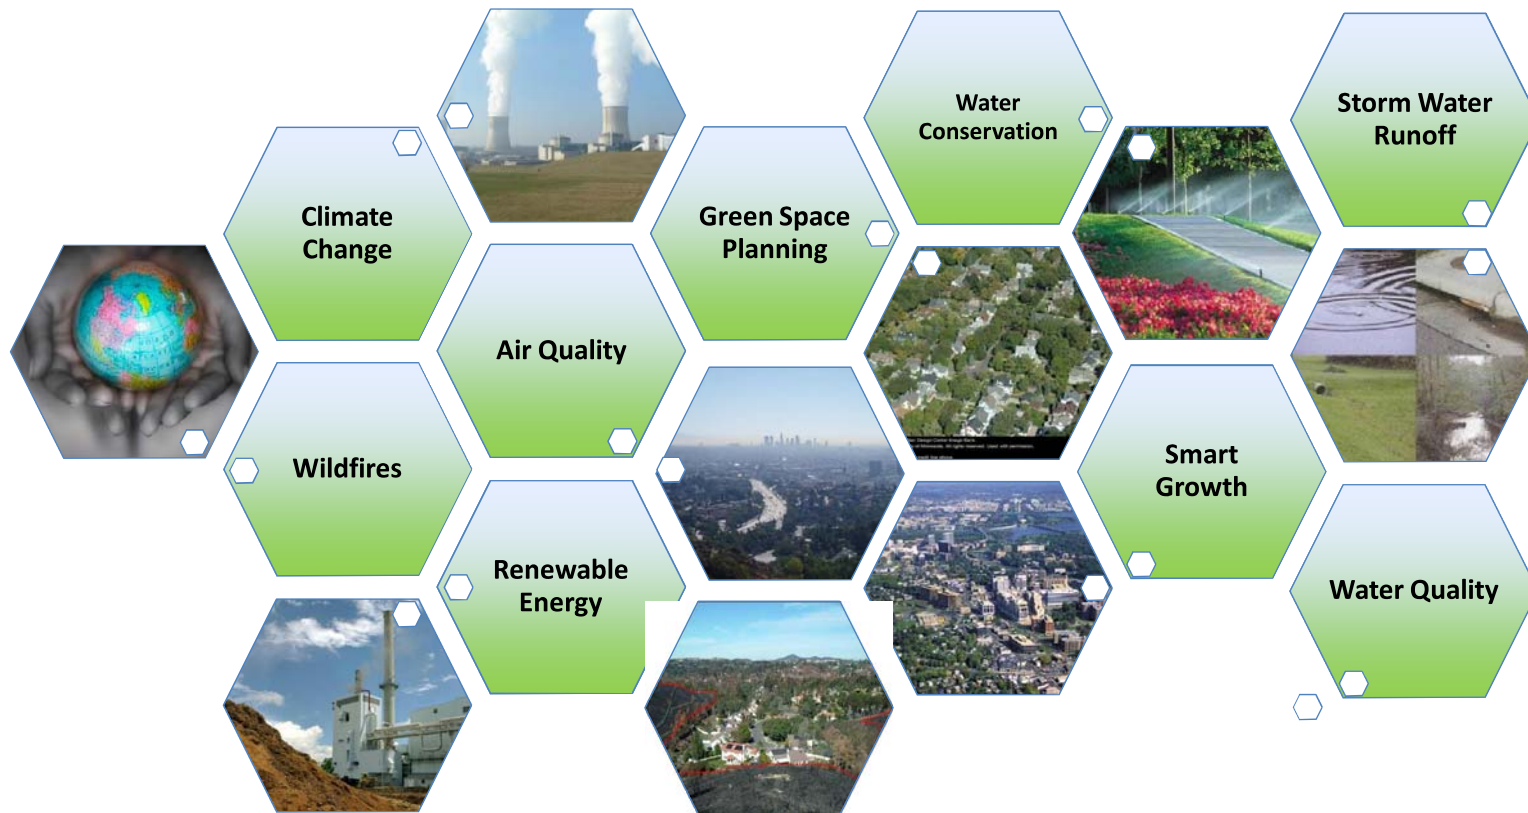 Water
Conservation
Storm Water
Runoff
Climate
Change
Green Space
Planning
Air Quality
Wildfires
Smart
Growth
Renewable
Energy
Water Quality